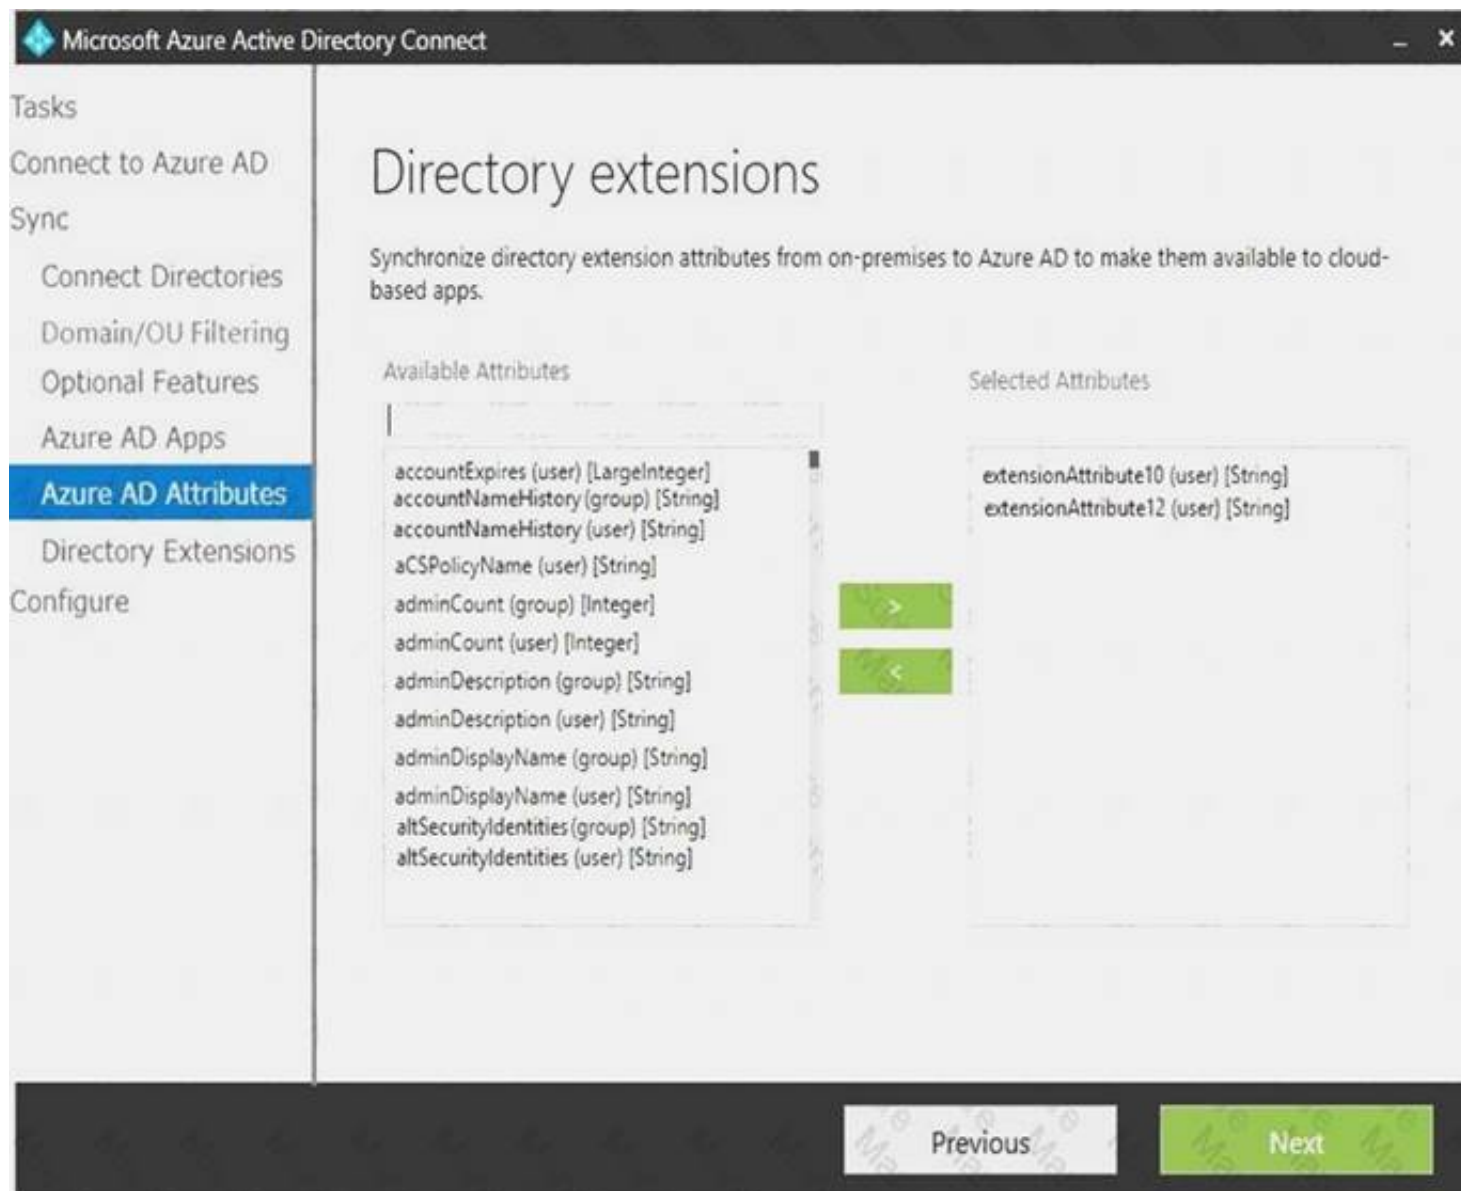 Microsoft Azure Active Directory Connect
Tasks
Connect to Azure AD
Sync
Connect Directories
Domain/OU Filtering
Optional Features
Azure AD Apps
Azure AD Attributes
Directory Extensions
Configure
Directory extensions
Synchronize directory extension attributes from on-premises to Azure AD to make them available to cloud-
based apps.
Available Attributes
accountExpires (user) [LargeInteger]
accountNameHistory (group) [String]
accountNameHistory (user) [String]
aCSPolicyName (user) [String]
adminCount (group) [Integer]
adminCount (user) [Integer]
adminDescription (group) [String]
adminDescription (user) [String]
adminDisplayName (group) [String]
adminDisplayName (user) [String]
altSecurityIdentities (group) [String]
altSecurityIdentities (user) [String]
>
<
Selected Attributes
extensionAttribute10 (user) [String]
extensionAttribute12 (user) [String]
Previous
Next